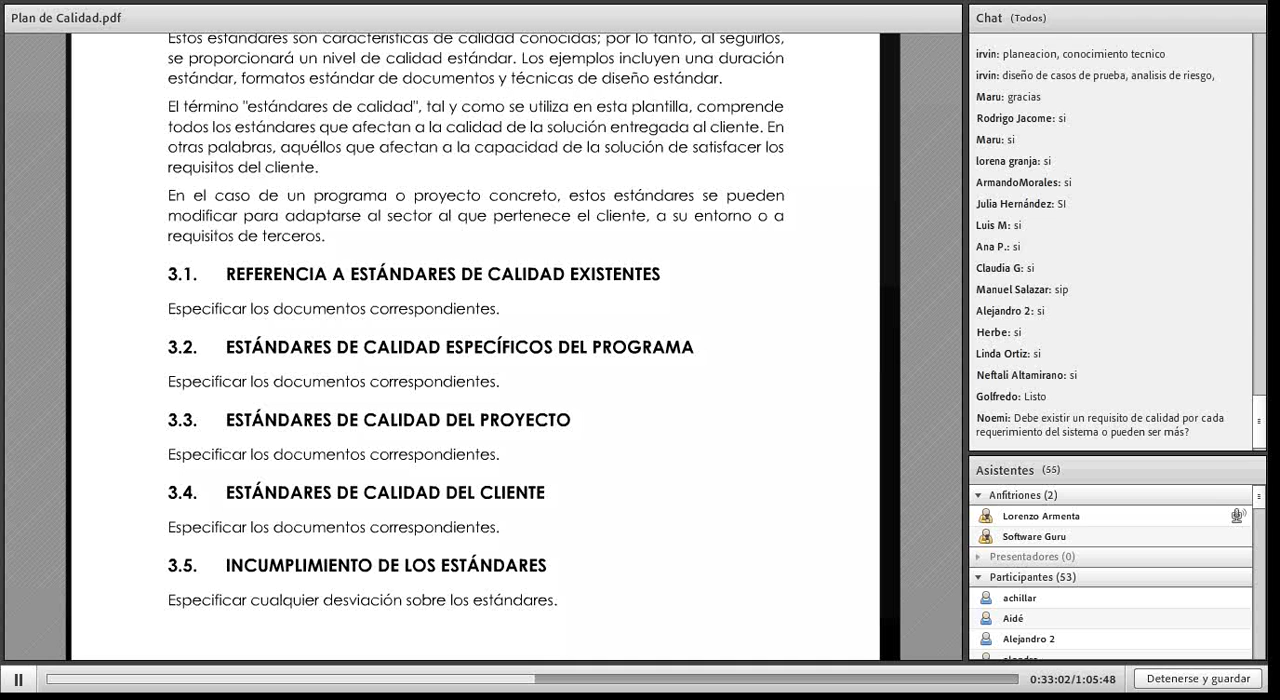 Plan de Calidad.pdf
Estos estándares son características de calidad conocidas; por lo tanto, al seguirlos,
se proporcionará un nivel de calidad estándar. Los ejemplos incluyen una duración
estándar, formatos estándar de documentos y técnicas de diseño estándar.
El término "estándares de calidad", tal y como se utiliza en esta plantilla, comprende
todos los estándares que afectan a la calidad de la solución entregada al cliente. En
otras palabras, aquéllos que afectan a la capacidad de la solución de satisfacer los
requisitos del cliente.
En el caso de un programa o proyecto concreto, estos estándares se pueden
modificar para adaptarse al sector al que pertenece el cliente, a su entorno o a
requisitos de terceros.
3.1. REFERENCIA A ESTÁNDARES DE CALIDAD EXISTENTES
Especificar los documentos correspondientes.
3.2. ESTÁNDARES DE CALIDAD ESPECÍFICOS DEL PROGRAMA
Especificar los documentos correspondientes.
3.3. ESTÁNDARES DE CALIDAD DEL PROYECTO
Especificar los documentos correspondientes.
3.4. ESTÁNDARES DE CALIDAD DEL CLIENTE
Especificar los documentos correspondientes.
3.5. INCUMPLIMIENTO DE LOS ESTÁNDARES
Especificar cualquier desviación sobre los estándares.
Chat (Todos)
irvin: planeacion, conocimiento tecnico
irvin: diseño de casos de prueba, analisis de riesgo,
Maru: gracias
Rodrigo Jacome: si
Maru: si
lorena granja: si
ArmandoMorales: si
Julia Hernández: SI
Luis M: si
Ana P.: si
Claudia G: si
Manuel Salazar: sip
Alejandro 2: si
Herbe: si
Linda Ortiz: si
Neftali Altamirano: si
Golfredo: Listo
Noemi: Debe existir un requisito de calidad por cada
requerimiento del sistema o pueden ser más?
Asistentes (55)
Anfitriones (2)
Lorenzo Armenta
Software Guru
Presentadores (0)
Participantes (53)
achillar
Aidé
Alejandro 2
0:33:02/1:05:48
Detenerse y guardar